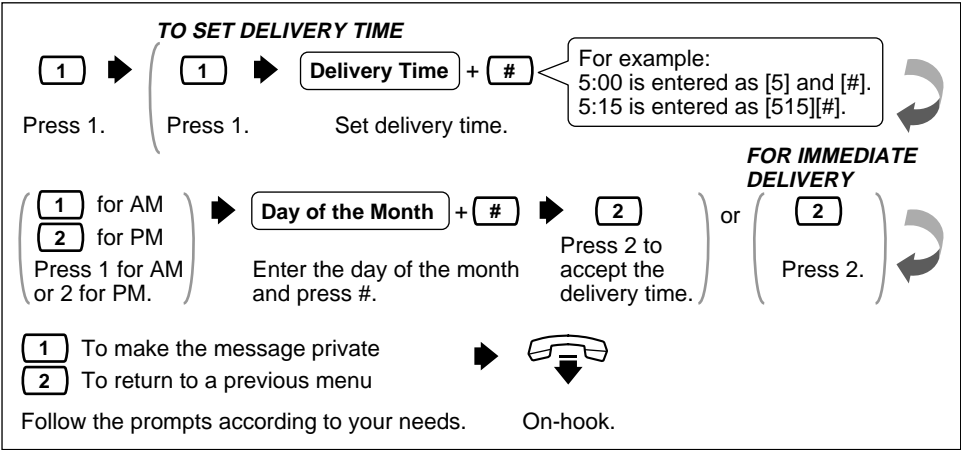 TO SET DELIVERY TIME
1
1
Delivery Time + #
For example:
5:00 is entered as [5] and [#].
5:15 is entered as [515][#].
Press 1.
Press 1.
Set delivery time.
FOR IMMEDIATE
DELIVERY
1 for AM
2 for PM
Press 1 for AM
or 2 for PM.
Day of the Month + #
Enter the day of the month
and press #.
2
Press 2 to
accept the
delivery time.
or
2
Press 2.
1 To make the message private
2 To return to a previous menu
Follow the prompts according to your needs.
On-hook.